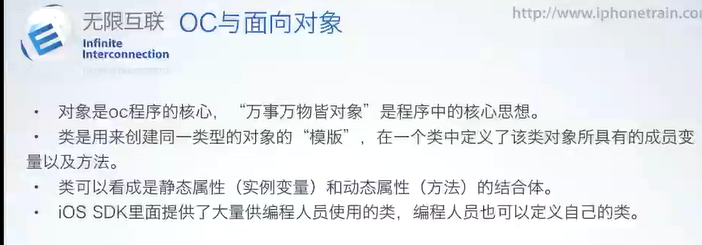 无限互联 OC与面向对象 http://www.iphonetrain.co
Infinite
Interconnection
• 对象是oc程序的核心，“万事万物皆对象”是程序中的核心思想。
• 类是用来创建同一类型的对象的“模版”，在一个类中定义了该类对象所具有的成员变
量以及方法。
• 类可以看成是静态属性（实例变量）和动态属性（方法）的结合体。
• iOS SDK里面提供了大量供编程人员使用的类，编程人员也可以定义自己的类。